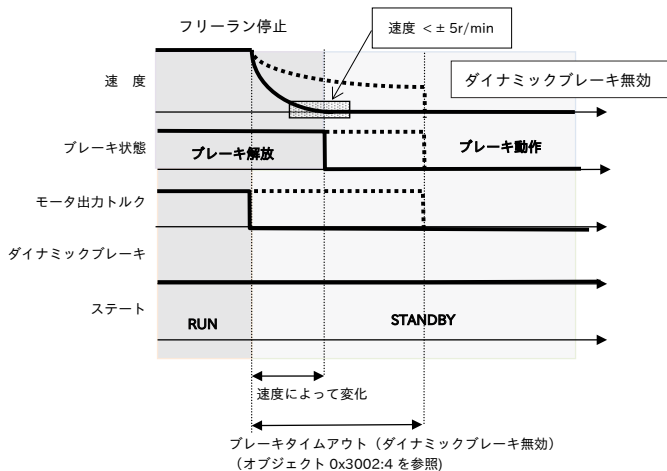 フリーラン停止
速度 <± 5r/min
ダイナミックブレーキ無効
速　度
ブレーキ状態
ブレーキ解放
ブレーキ動作
モータ出力トルク
ダイナミックブレーキ
ステート
RUN
STANDBY
速度によって変化
ブレーキタイムアウト（ダイナミックブレーキ無効）
（オブジェクト 0x3002:4 を参照)